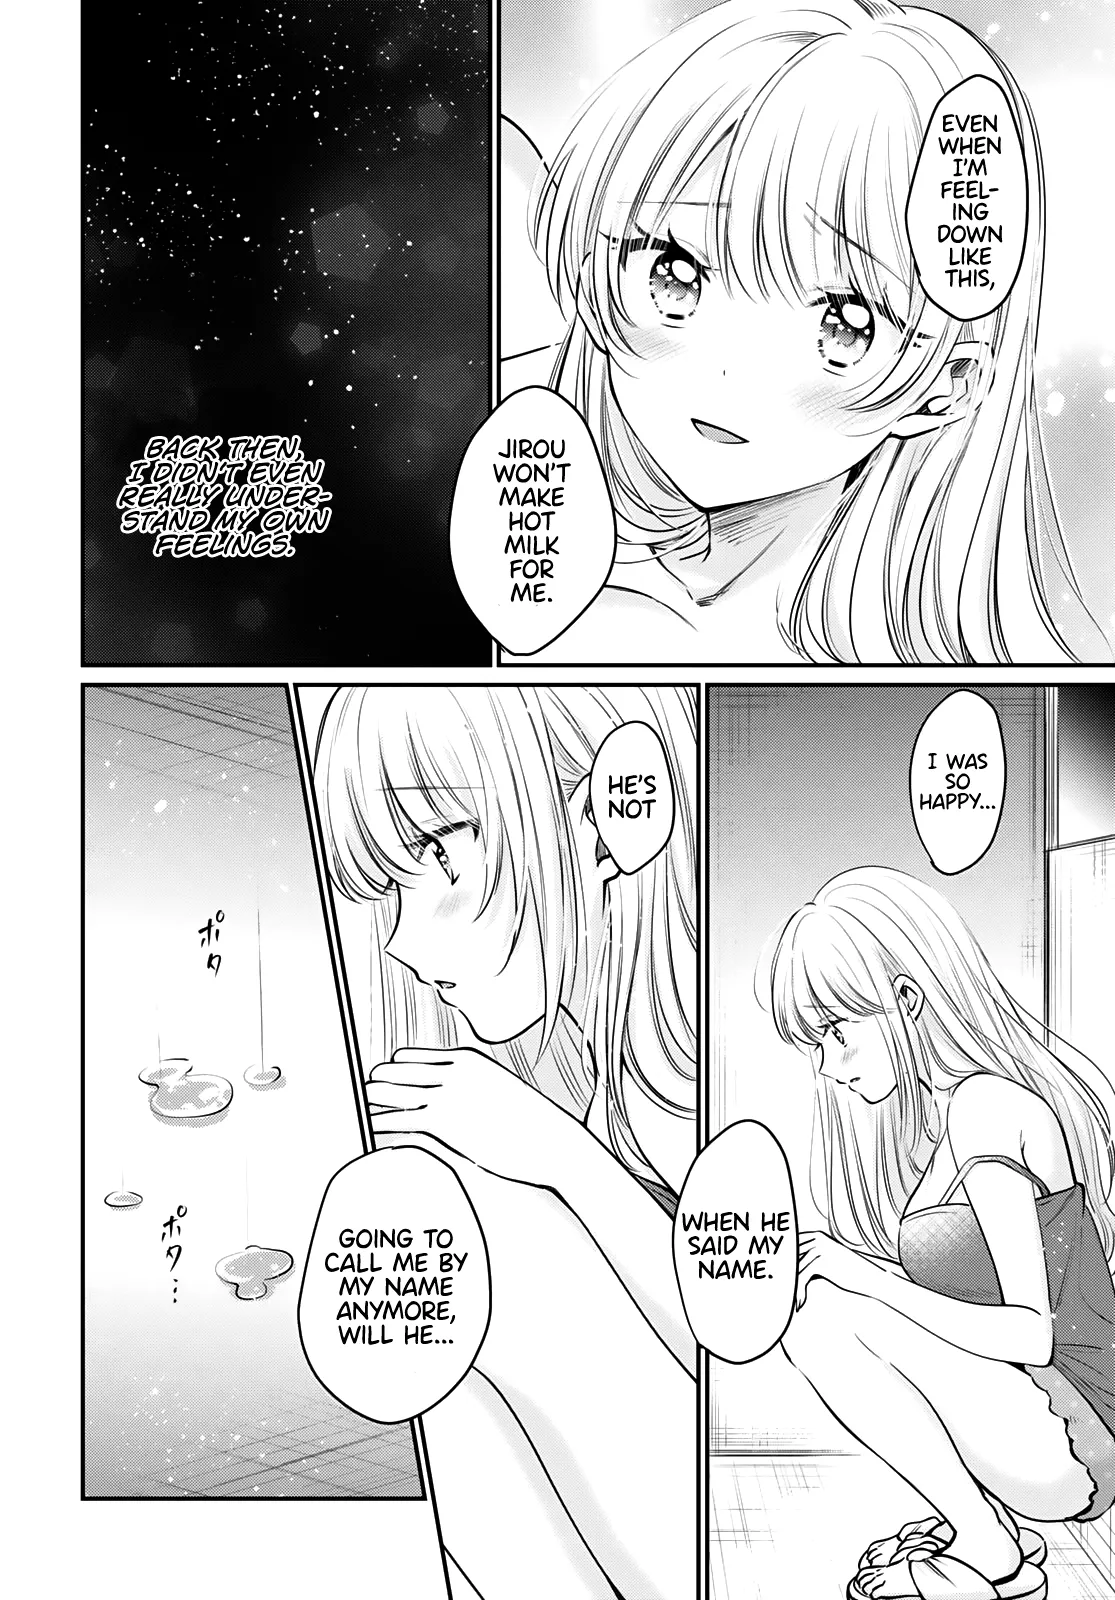 EVEN
WHEN
I'M
FEEL-
ING
DOWN
LIKE
THIS,
JIROU
WON'T
MAKE
HOT
MILK
FOR
ME.
BACK THEN,
I DIDN'T EVEN
REALLY UNDER-
STAND MY OWN
FEELINGS.
I WAS
SO
HAPPY...
WHEN HE
SAID MY
NAME.
HE'S
NOT
GOING TO
CALL ME BY
MY NAME
ANYMORE,
WILL HE...
ポタ
ポタ…